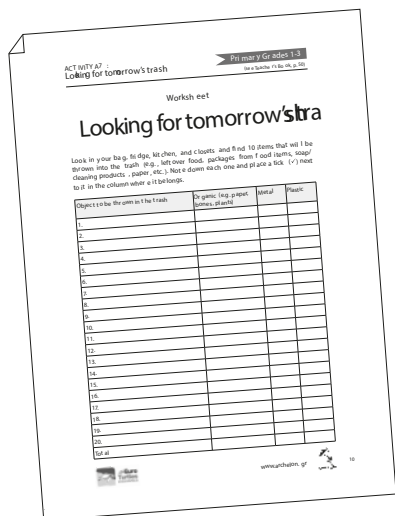 ACTIVITY A7 :
Looking for tomorrow's trash
Primary Grades 1-3
(see Teacher's Book, p. 50)
Worksheet
Looking for tomorrow's tra
Look in your bag, fridge, kitchen, and closets and find 10 items that will be
thrown into the trash (e.g., leftover food, packages from food items, soap/
cleaning products , paper, etc.). Note down each one and place a tick (✓) next
to it in the column where it belongs.
Object to be thrown in the trash
Organic (e.g., paper
bones, plants)
Metal
Plastic
1.
2.
3.
4.
5.
6.
7.
8.
9.
10.
11.
12.
13.
14.
15.
16.
17.
18.
19.
20.
Total
www.archelon.gr
10